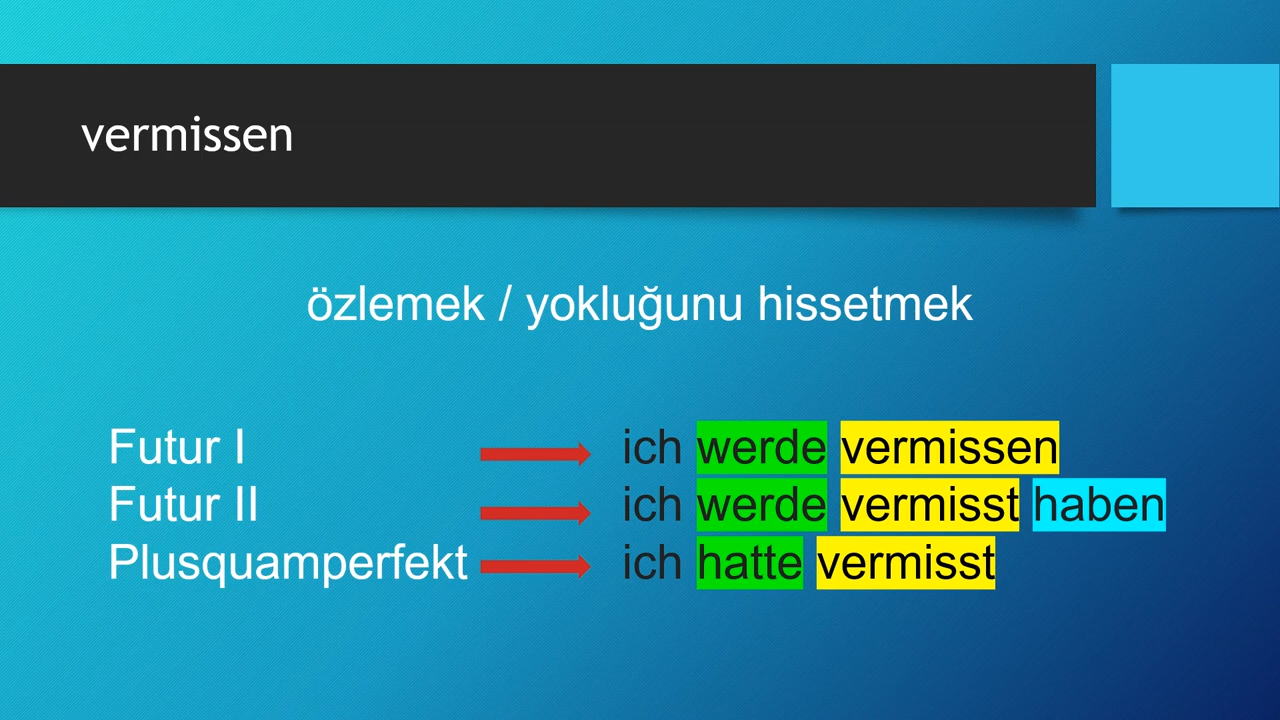 vermissen
özlemek / yokluğunu hissetmek
Futur I ich werde vermissen
Futur II ich werde vermisst haben
Plusquamperfekt ich hatte vermisst